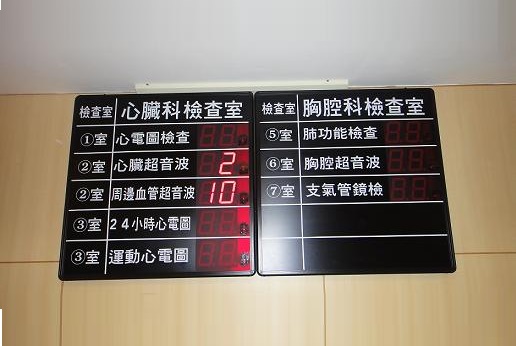 檢查室 心臟科檢查室
①室 心電圖檢查
②室 心臟超音波 2
②室 周邊血管超音波 10
③室 24小時心電圖
③室 運動心電圖
檢查室 胸腔科檢查室
⑤室 肺功能檢查
⑥室 胸腔超音波
⑦室 支氣管鏡檢